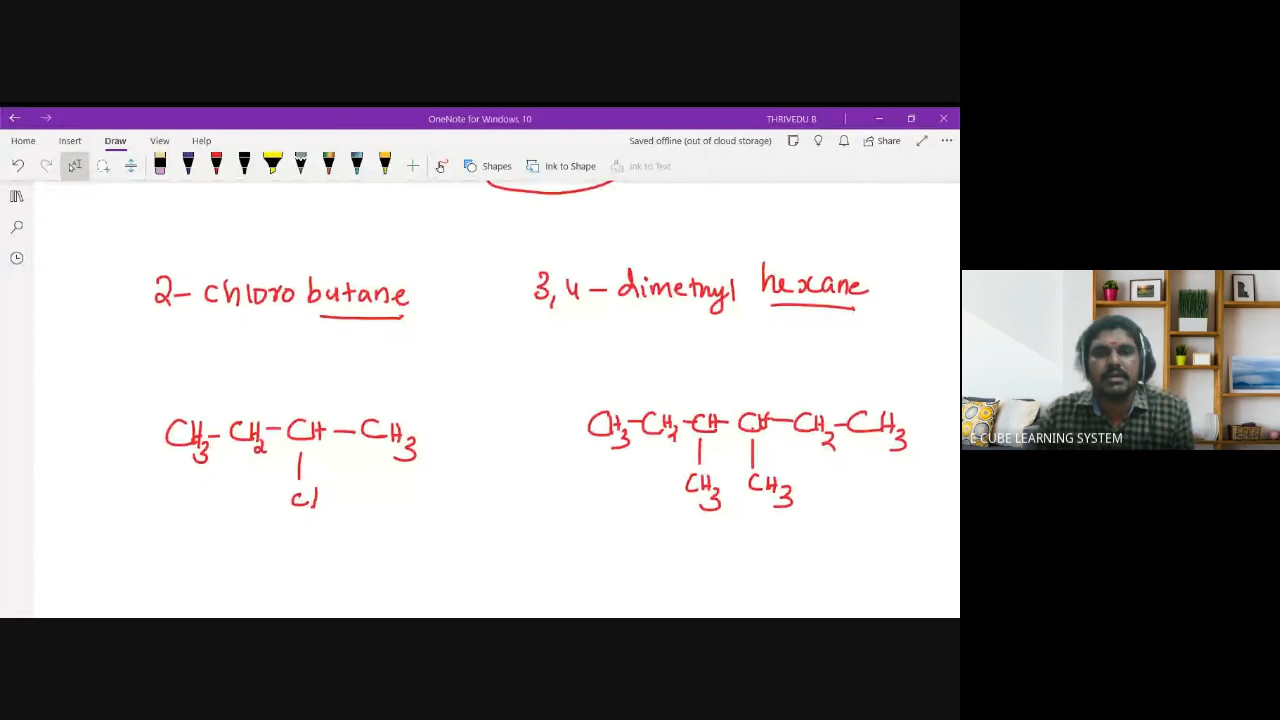 OneNote for Windows 10
THRIVEDU B
Home Insert Draw View Help
Saved offline (out of cloud storage)
Share
Shapes
Ink to Shape
Ink to Text
2- chloro butane
3,4 - dimethyl hexane
CH3-CH2-CH-CH3
Cl
CH3-CH2-CH-CH-CH2-CH3
CH3 CH3
E CUBE LEARNING SYSTEM